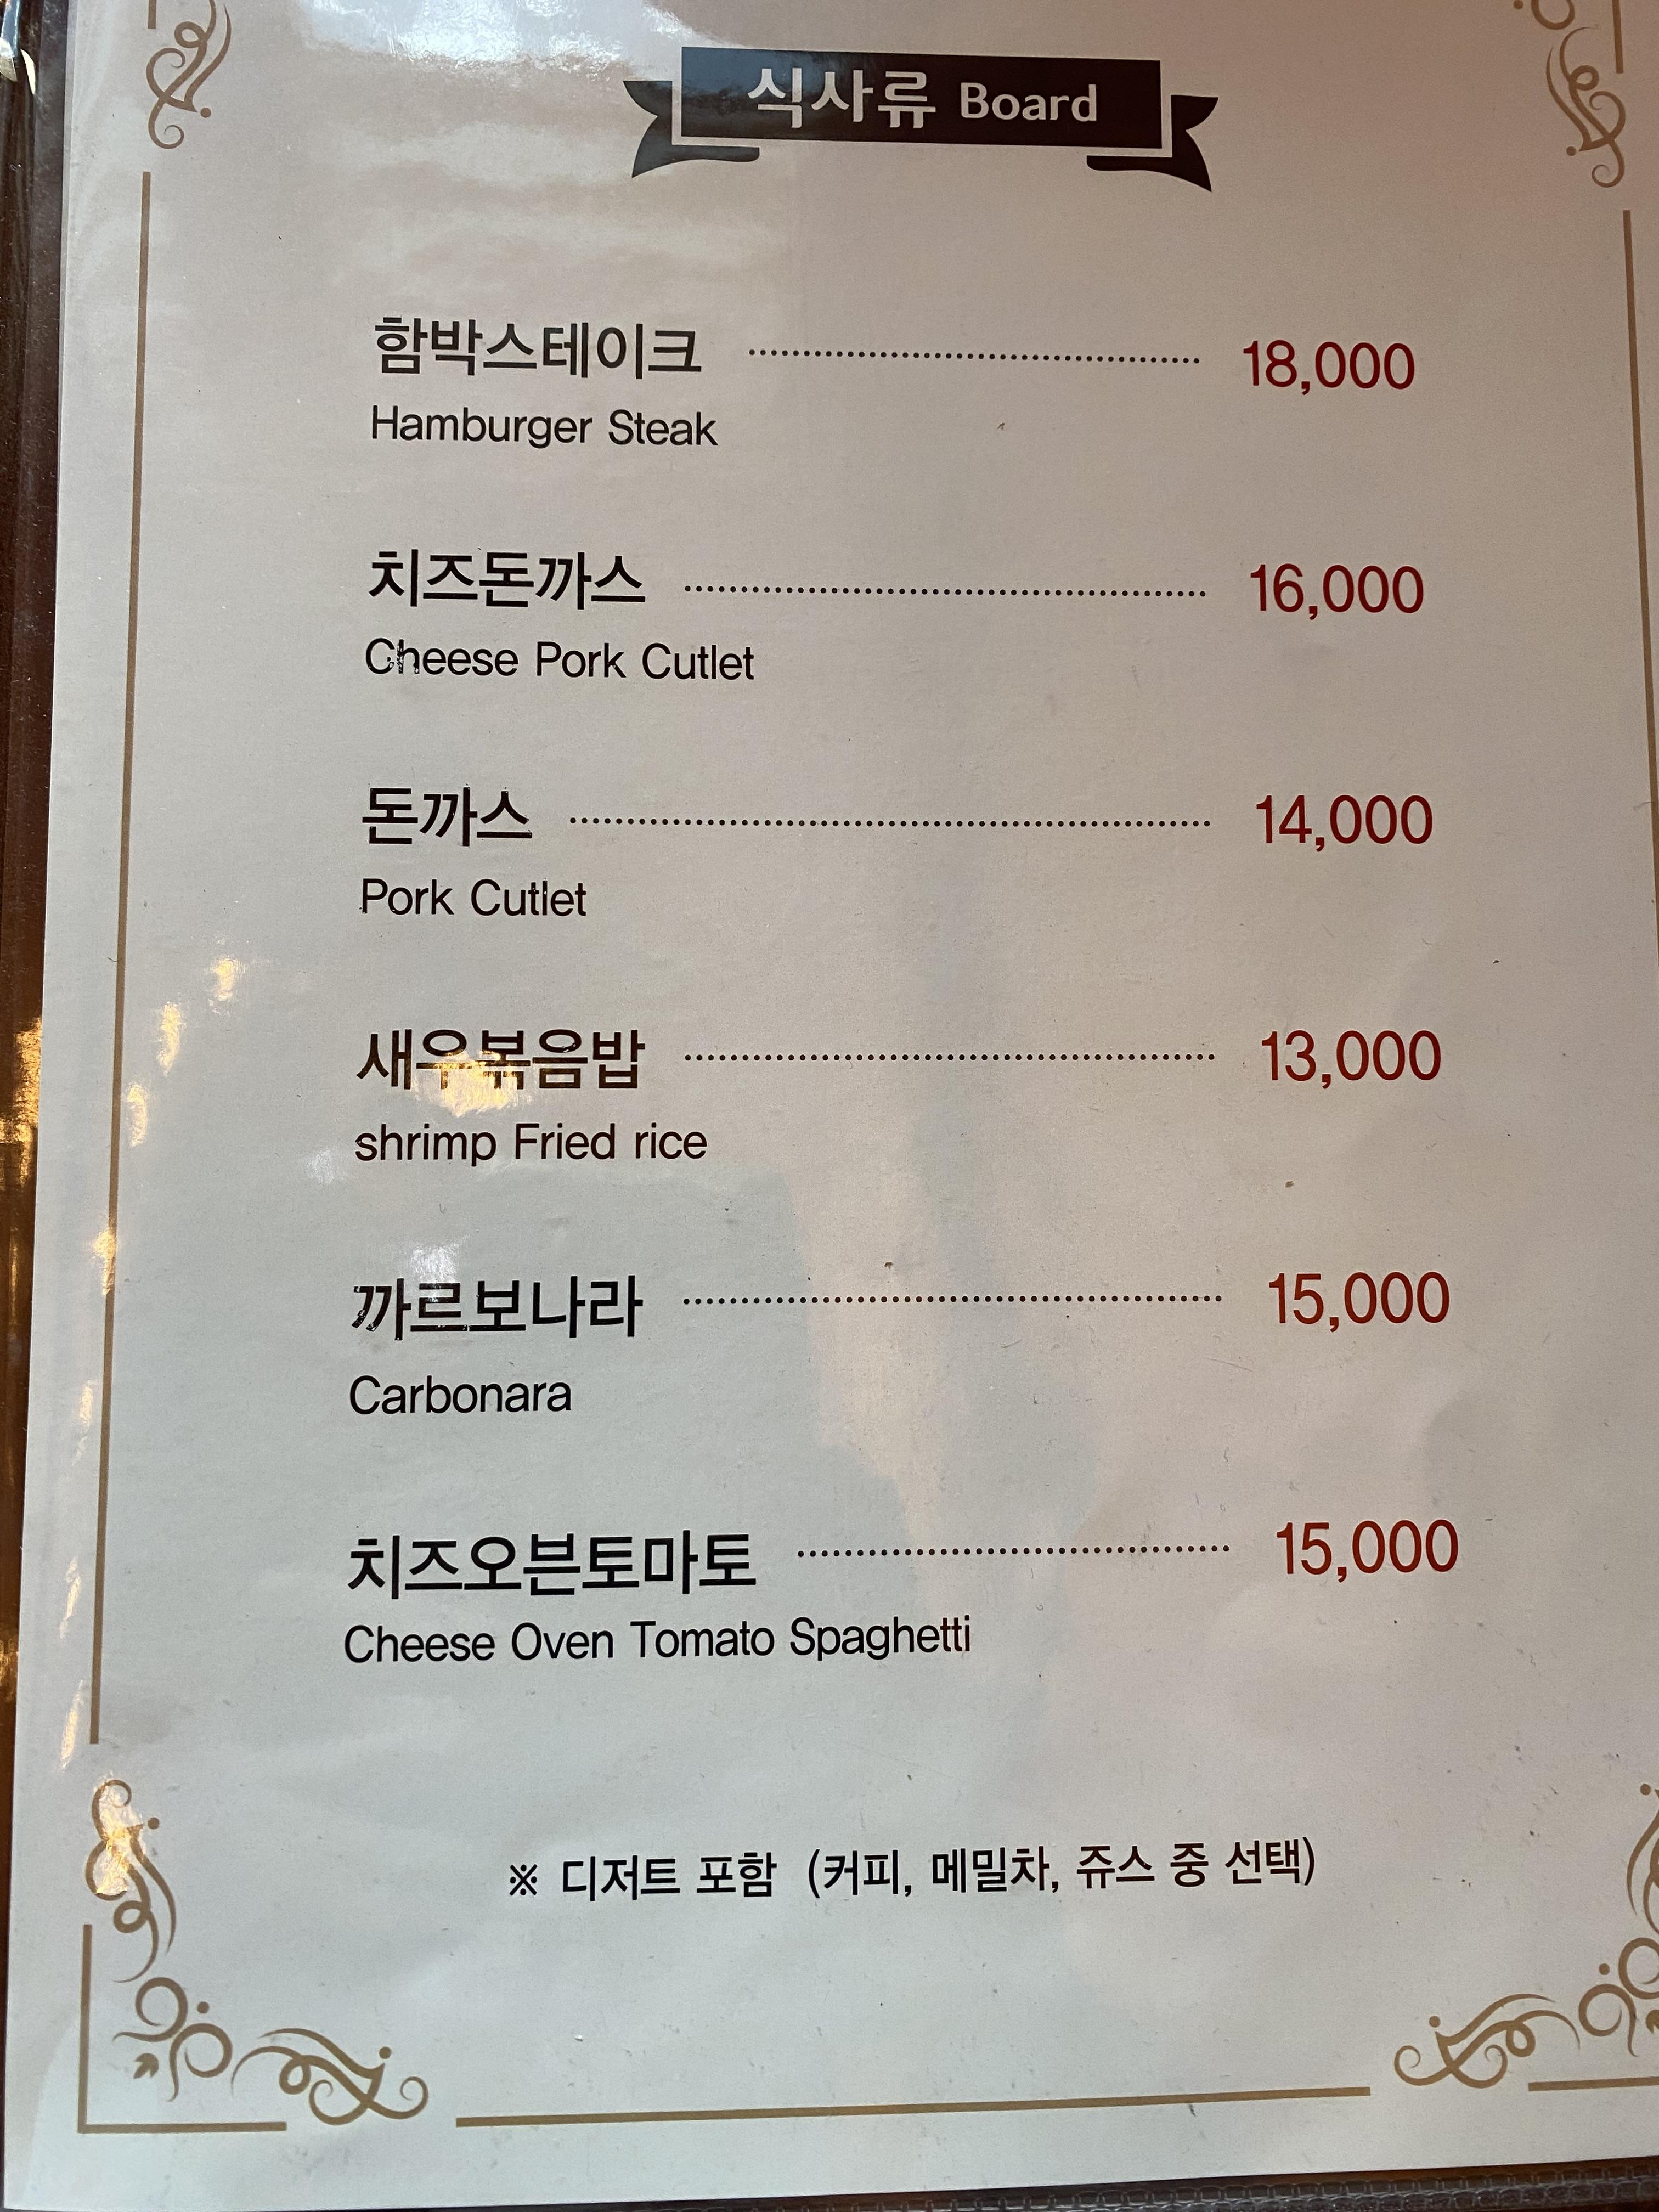 식사류 Board
함박스테이크 ········ 18,000
Hamburger Steak
치즈돈까스 ········ 16,000
Cheese Pork Cutlet
돈까스 ········ 14,000
Pork Cutlet
새우볶음밥 ········ 13,000
shrimp Fried rice
까르보나라 ········ 15,000
Carbonara
치즈오븐토마토 ········ 15,000
Cheese Oven Tomato Spaghetti
※ 디저트 포함 (커피, 메밀차, 쥬스 중 선택)